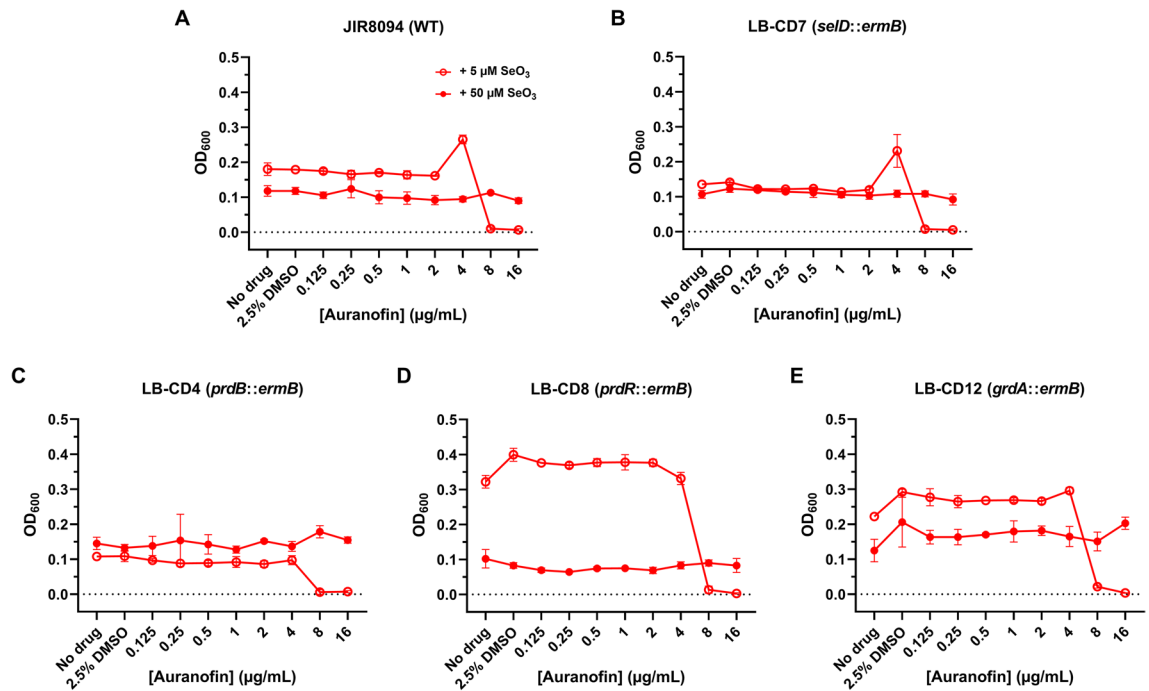 A
JIR8094 (WT)
OD600
0.5
0.4
0.3
0.2
0.1
0.0
+ 5 µM SeO3
+ 50 µM SeO3
No drug
2.5% DMSO
0.125
0.25
0.5
1
2
4
8
16
[Auranofin] (µg/mL)
B
LB-CD7 (selD::ermB)
OD600
0.5
0.4
0.3
0.2
0.1
0.0
No drug
2.5% DMSO
0.125
0.25
0.5
1
2
4
8
16
[Auranofin] (µg/mL)
C
LB-CD4 (prdB::ermB)
OD600
0.5
0.4
0.3
0.2
0.1
0.0
No drug
2.5% DMSO
0.125
0.25
0.5
1
2
4
8
16
[Auranofin] (µg/mL)
D
LB-CD8 (prdR::ermB)
OD600
0.5
0.4
0.3
0.2
0.1
0.0
No drug
2.5% DMSO
0.125
0.25
0.5
1
2
4
8
16
[Auranofin] (µg/mL)
E
LB-CD12 (grdA::ermB)
OD600
0.5
0.4
0.3
0.2
0.1
0.0
No drug
2.5% DMSO
0.125
0.25
0.5
1
2
4
8
16
[Auranofin] (µg/mL)